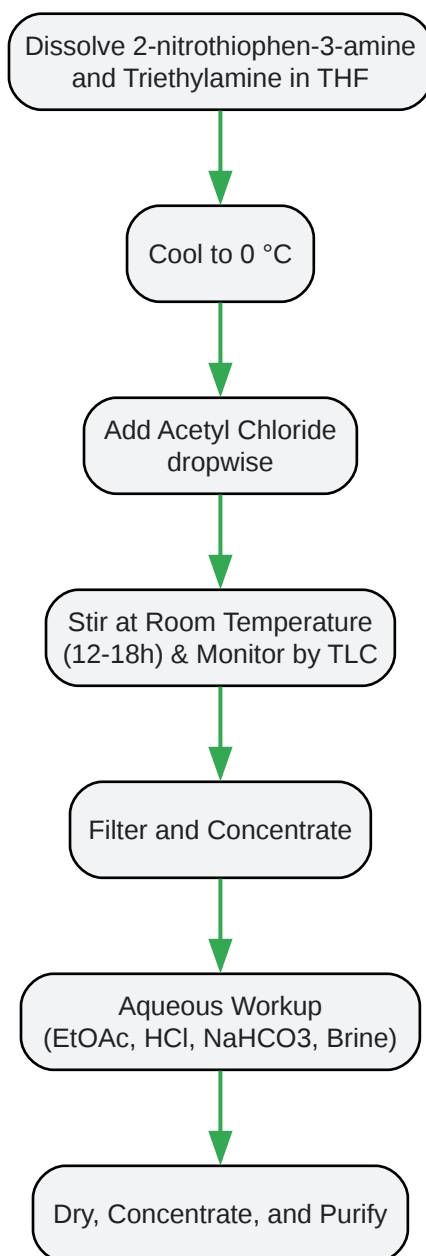 Dissolve 2-nitrothiophen-3-amine
and Triethylamine in THF
Cool to 0 °C
Add Acetyl Chloride
dropwise
Stir at Room Temperature
(12-18h) & Monitor by TLC
Filter and Concentrate
Aqueous Workup
(EtOAc, HCl, NaHCO3, Brine)
Dry, Concentrate, and Purify